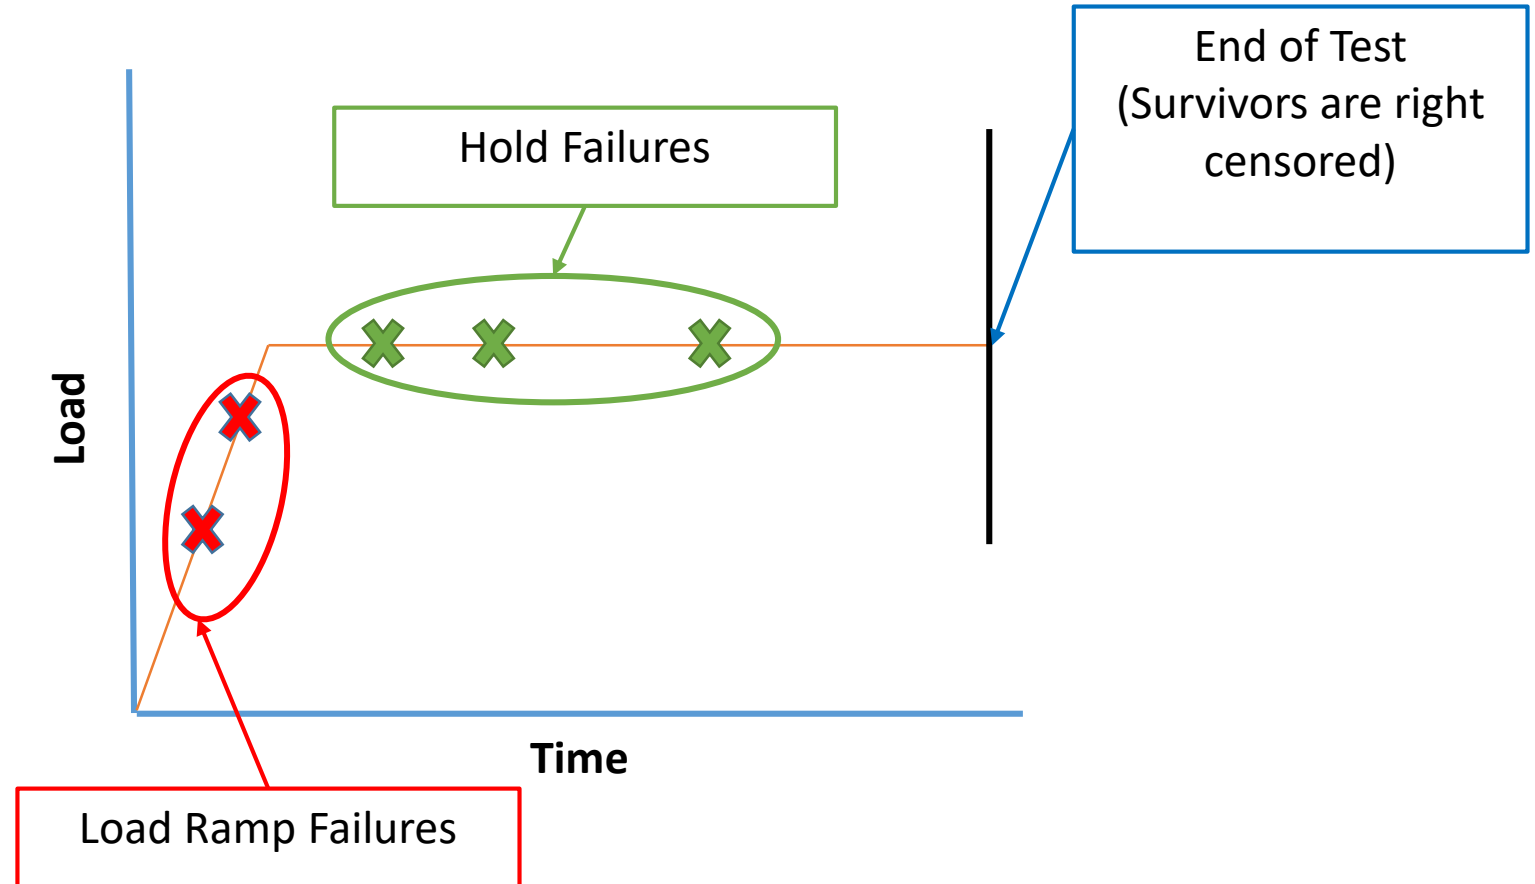 End of Test
(Survivors are right
censored)
Hold Failures
Load
Time
Load Ramp Failures